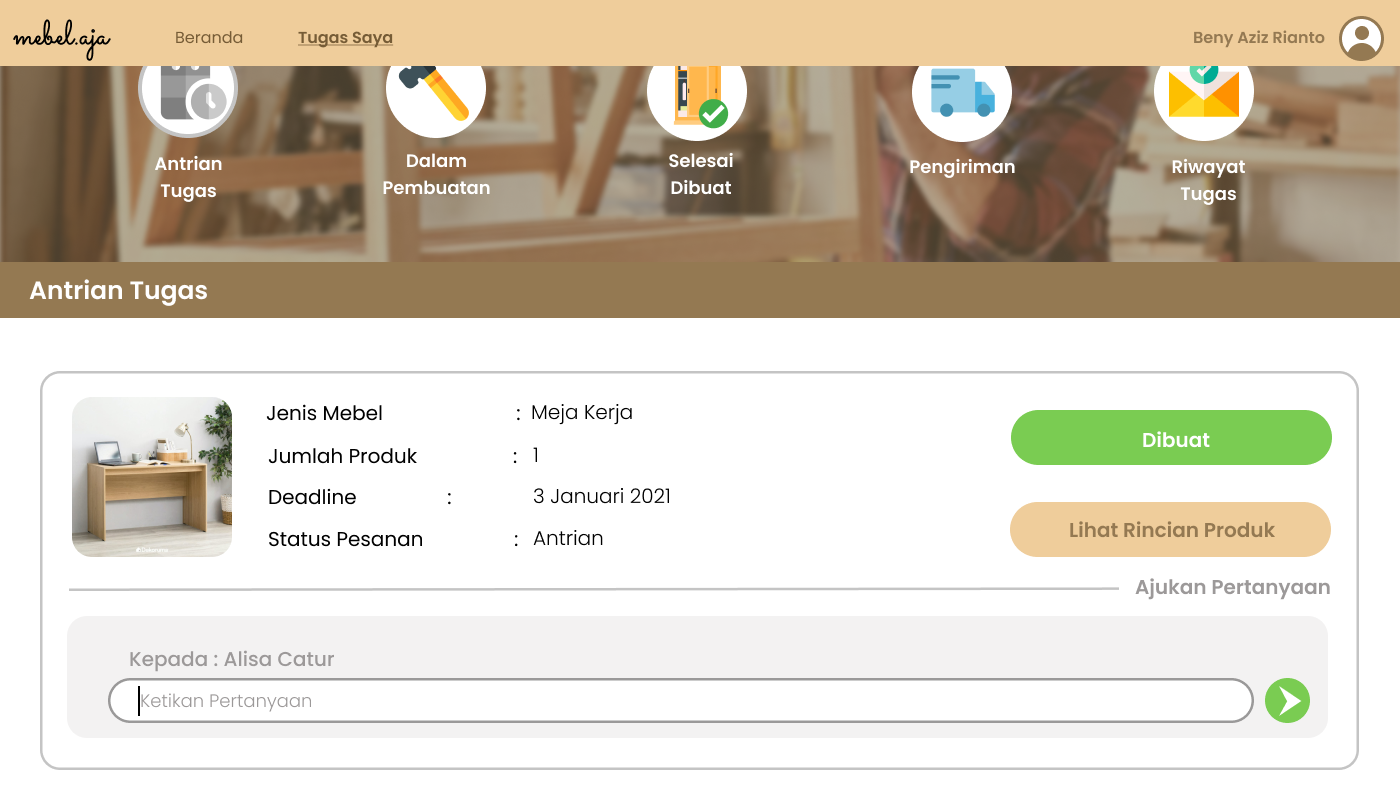 mebel.aja
Beranda
Tugas Saya
Beny Aziz Rianto
Antrian
Tugas
Dalam
Pembuatan
Selesai
Dibuat
Pengiriman
Riwayat
Tugas
Antrian Tugas
Jenis Mebel : Meja Kerja
Jumlah Produk : 1
Deadline : 3 Januari 2021
Status Pesanan : Antrian
Dibuat
Lihat Rincian Produk
Ajukan Pertanyaan
Kepada : Alisa Catur
Ketikan Pertanyaan